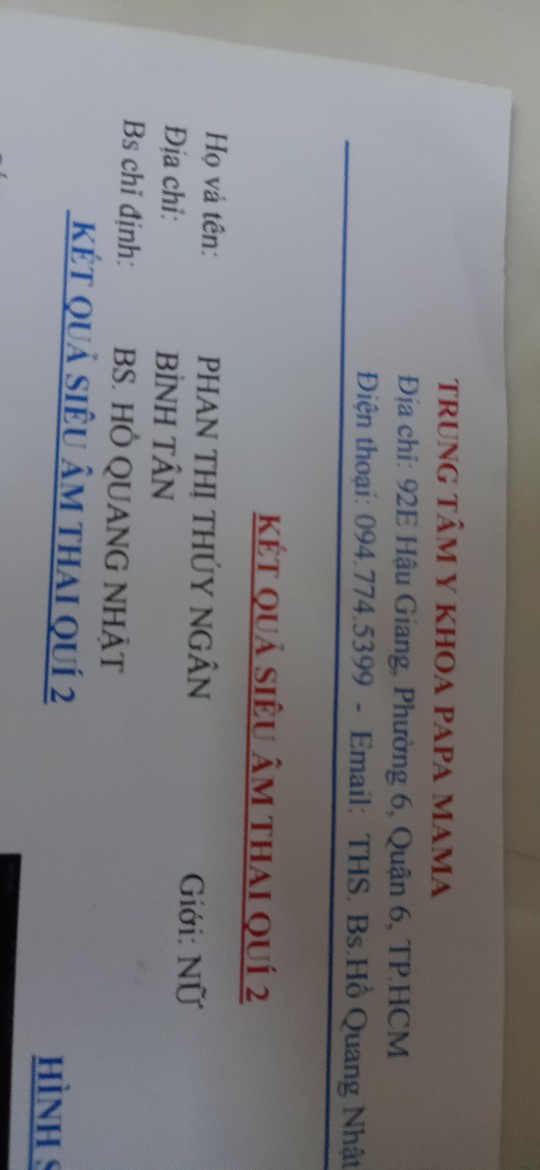 TRUNG TÂM Y KHOA PAPA MAMA
Địa chỉ: 92E Hậu Giang, Phường 6, Quận 6, TP.HCM
Điện thoại: 094.774.5399 - Email: THS. Bs.Hồ Quang Nhật
KẾT QUẢ SIÊU ÂM THAI QUÍ 2
Họ và tên: PHAN THỊ THÚY NGÂN Giới: NỮ
Địa chỉ: BÌNH TÂN
Bs chỉ định: BS. HỒ QUANG NHẬT
KẾT QUẢ SIÊU ÂM THAI QUÍ 2
HÌNH